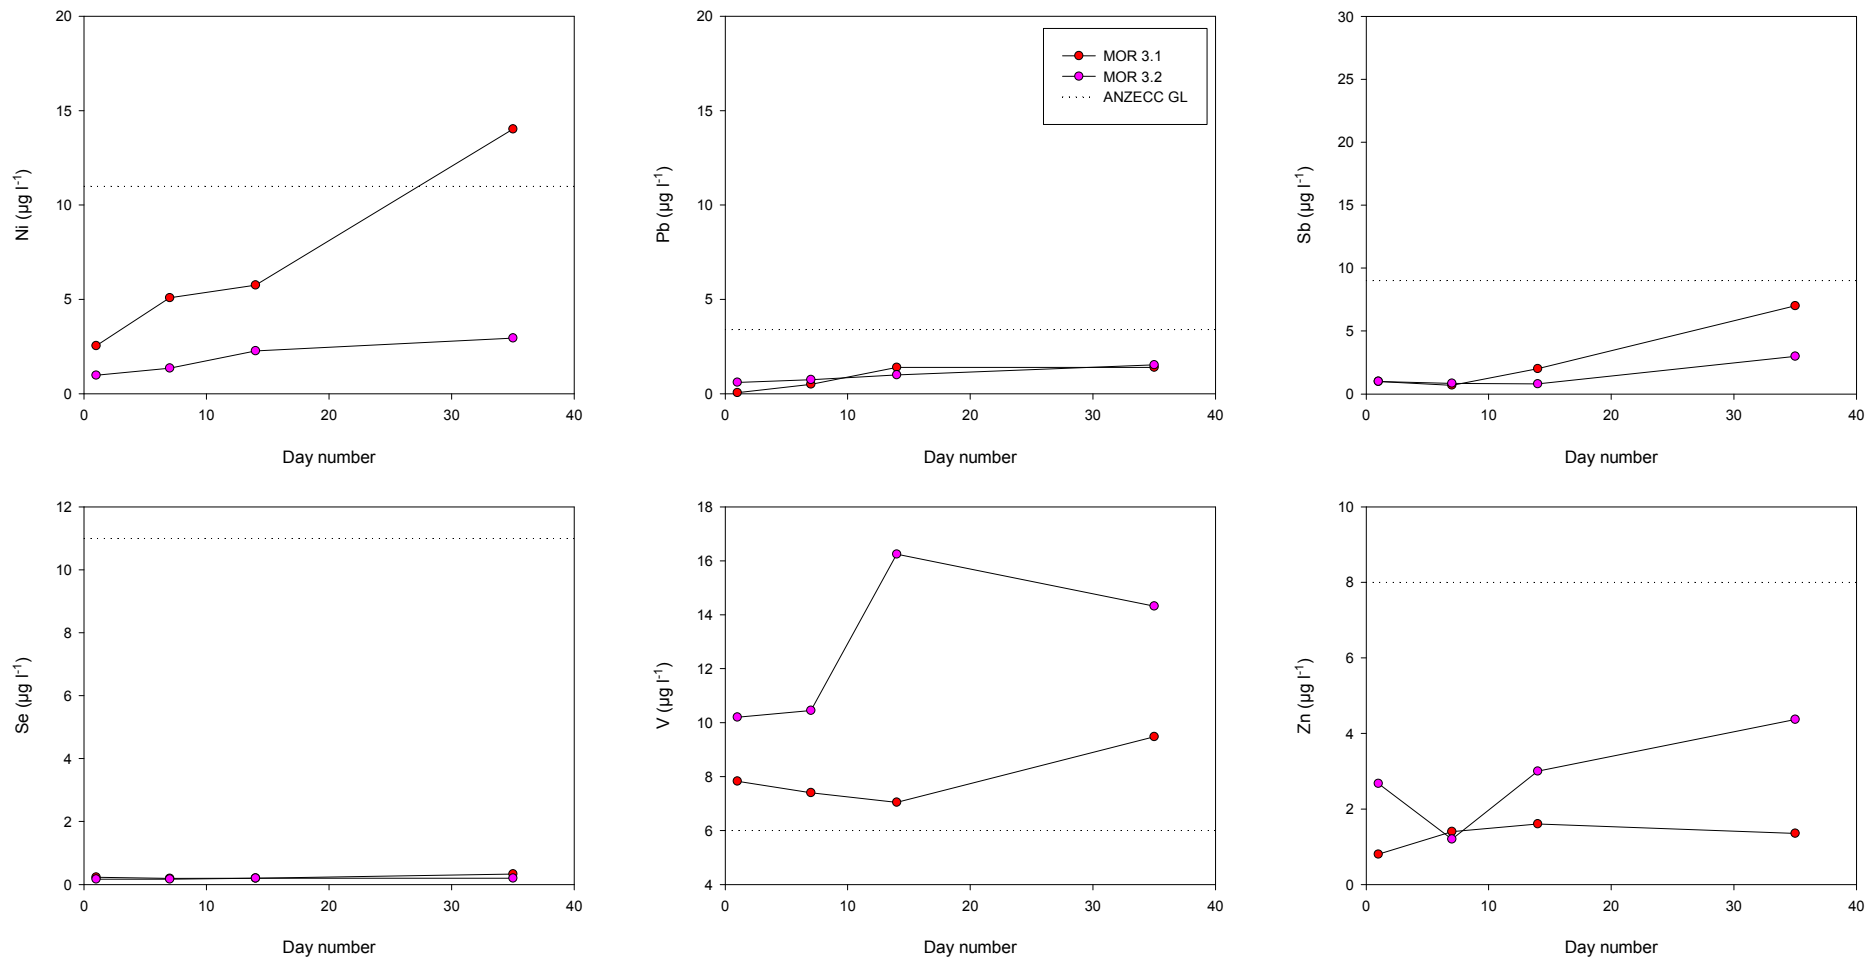 Ni (µg l⁻¹)
20
15
10
5
0
0 10 20 30 40
Day number
Pb (µg l⁻¹)
20
15
10
5
0
0 10 20 30 40
Day number
MOR 3.1
MOR 3.2
ANZECC GL
Sb (µg l⁻¹)
30
25
20
15
10
5
0
0 10 20 30 40
Day number
Se (µg l⁻¹)
12
10
8
6
4
2
0
0 10 20 30 40
Day number
V (µg l⁻¹)
18
16
14
12
10
8
6
4
0 10 20 30 40
Day number
Zn (µg l⁻¹)
10
8
6
4
2
0
0 10 20 30 40
Day number